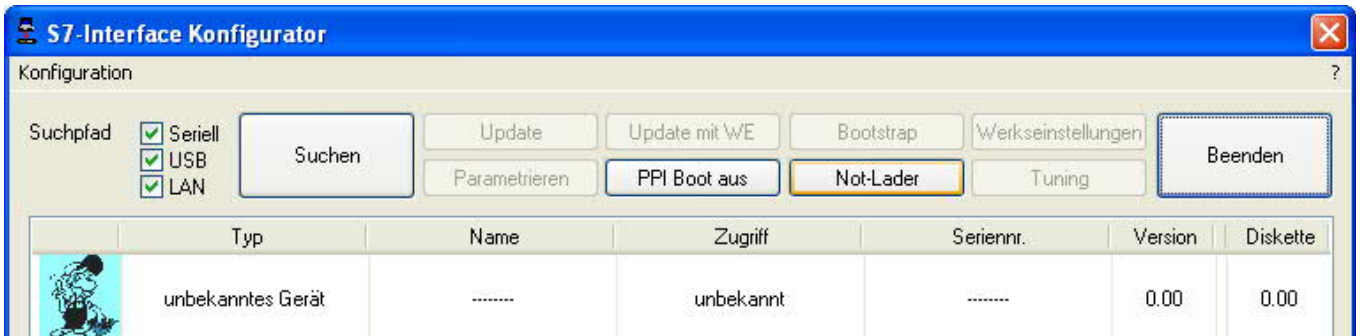 S7-Interface Konfigurator
Konfiguration ?
Suchpfad Seriell USB LAN Suchen Update Update mit WE Bootstrap Werkseinstellungen Beenden
Parametrieren PPI Boot aus Not-Lader Tuning
Typ Name Zugriff Seriennr. Version Diskette
unbekanntes Gerät -------- unbekannt -------- 0.00 0.00